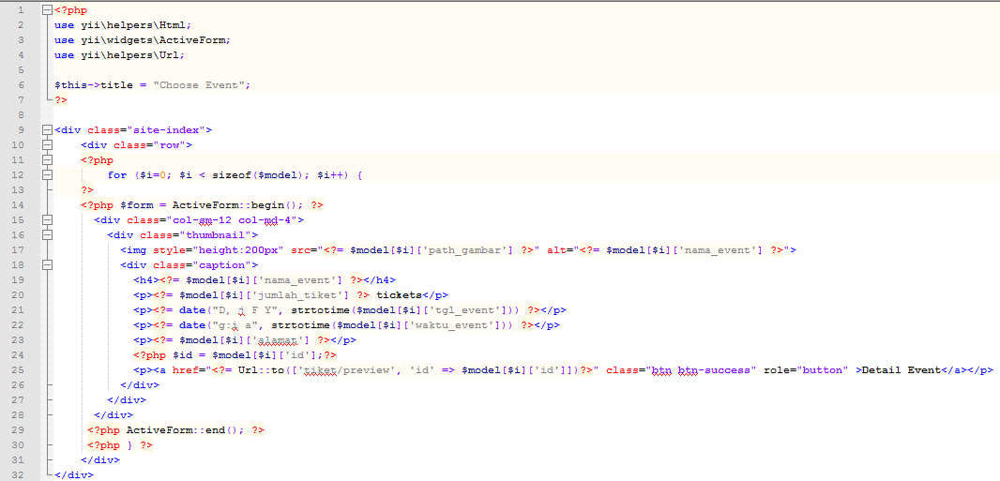 1 <?php
2 use yii\helpers\Html;
3 use yii\widgets\ActiveForm;
4 use yii\helpers\Url;
5
6 $this->title = "Choose Event";
7 ?>
8
9 <div class="site-index">
10 <div class="row">
11 <?php
12 for ($i=0; $i < sizeof($model); $i++) {
13 ?>
14 <?php $form = ActiveForm::begin(); ?>
15 <div class="col-sm-12 col-md-4">
16 <div class="thumbnail">
17 <img style="height:200px" src="<?= $model[$i]['path_gambar'] ?>" alt="<?= $model[$i]['nama_event'] ?>">
18 <div class="caption">
19 <h4><?= $model[$i]['nama_event'] ?></h4>
20 <p><?= $model[$i]['jumlah_tiket'] ?> tickets</p>
21 <p><?= date("D, j F Y", strtotime($model[$i]['tgl_event'])) ?></p>
22 <p><?= date("g:i a", strtotime($model[$i]['waktu_event'])) ?></p>
23 <p><?= $model[$i]['alamat'] ?></p>
24 <?php $id = $model[$i]['id'];?>
25 <p><a href="<?= Url::to(['tiket/preview', 'id' => $model[$i]['id']])?>" class="btn btn-success" role="button" >Detail Event</a></p>
26 </div>
27 </div>
28 </div>
29 <?php ActiveForm::end(); ?>
30 <?php } ?>
31 </div>
32 </div>